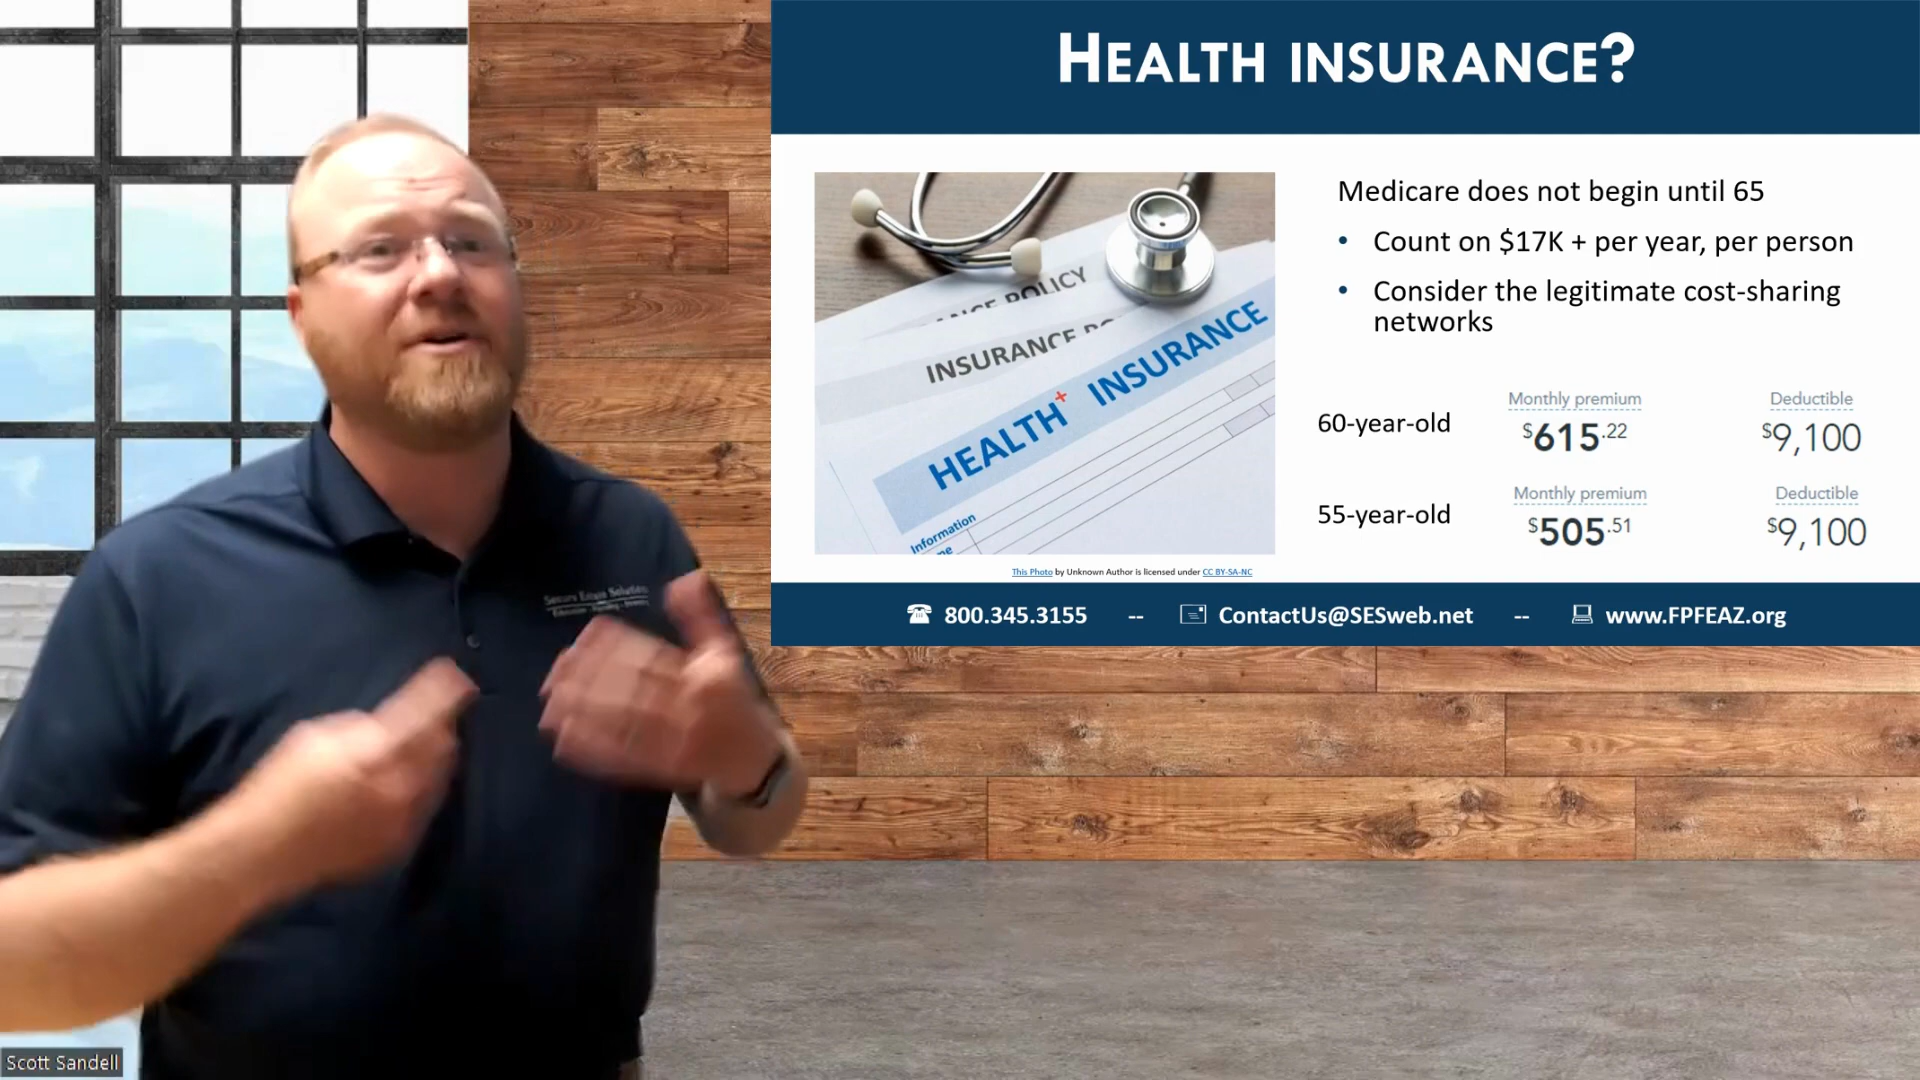 HEALTH INSURANCE?
Medicare does not begin until 65
• Count on $17K + per year, per person
• Consider the legitimate cost-sharing
networks
60-year-old
Monthly premium
$615.22
Deductible
$9,100
55-year-old
Monthly premium
$505.51
Deductible
$9,100
POLICY
INSURANCE
HEALTH+ INSURANCE
Information
This Photo by Unknown Author is licensed under CC BY-SA-NC
800.345.3155 -- ContactUs@SESweb.net -- www.FPFEAZ.org
Scott Sandell